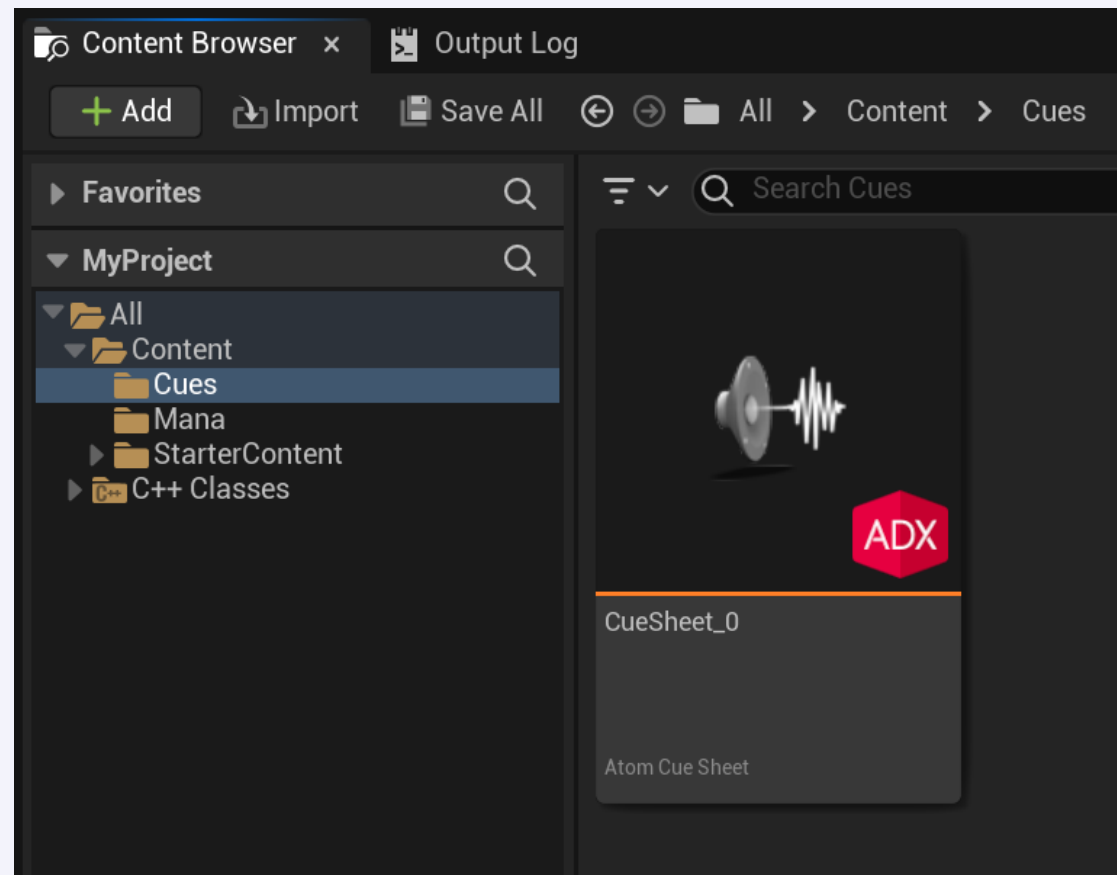 Content Browser × Output Log
Add Import Save All All > Content > Cues
Favorites
Search Cues
MyProject
All
Content
Cues
Mana
StarterContent
C++ C++ Classes
ADX
CueSheet_0
Atom Cue Sheet